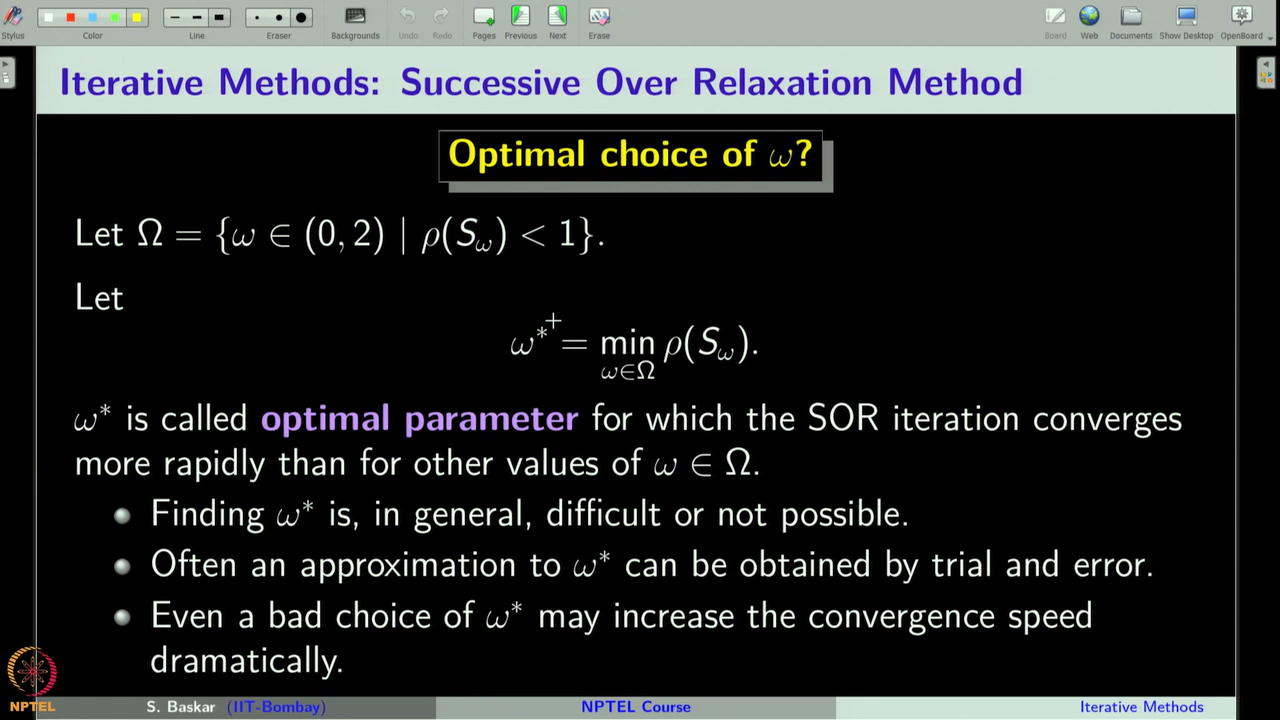 Stylus Color Line Eraser Backgrounds Undo Redo Pages Previous Next Erase Board Web Documents Show Desktop OpenBoard
Iterative Methods: Successive Over Relaxation Method
Optimal choice of ω?
Let Ω = {ω ∈ (0, 2) | ρ(S_ω) < 1}.
Let
ω* = min_{ω∈Ω} ρ(S_ω).
ω* is called optimal parameter for which the SOR iteration converges
more rapidly than for other values of ω ∈ Ω.
Finding ω* is, in general, difficult or not possible.
Often an approximation to ω* can be obtained by trial and error.
Even a bad choice of ω* may increase the convergence speed
dramatically.
NPTEL
S. Baskar (IIT-Bombay) NPTEL Course Iterative Methods